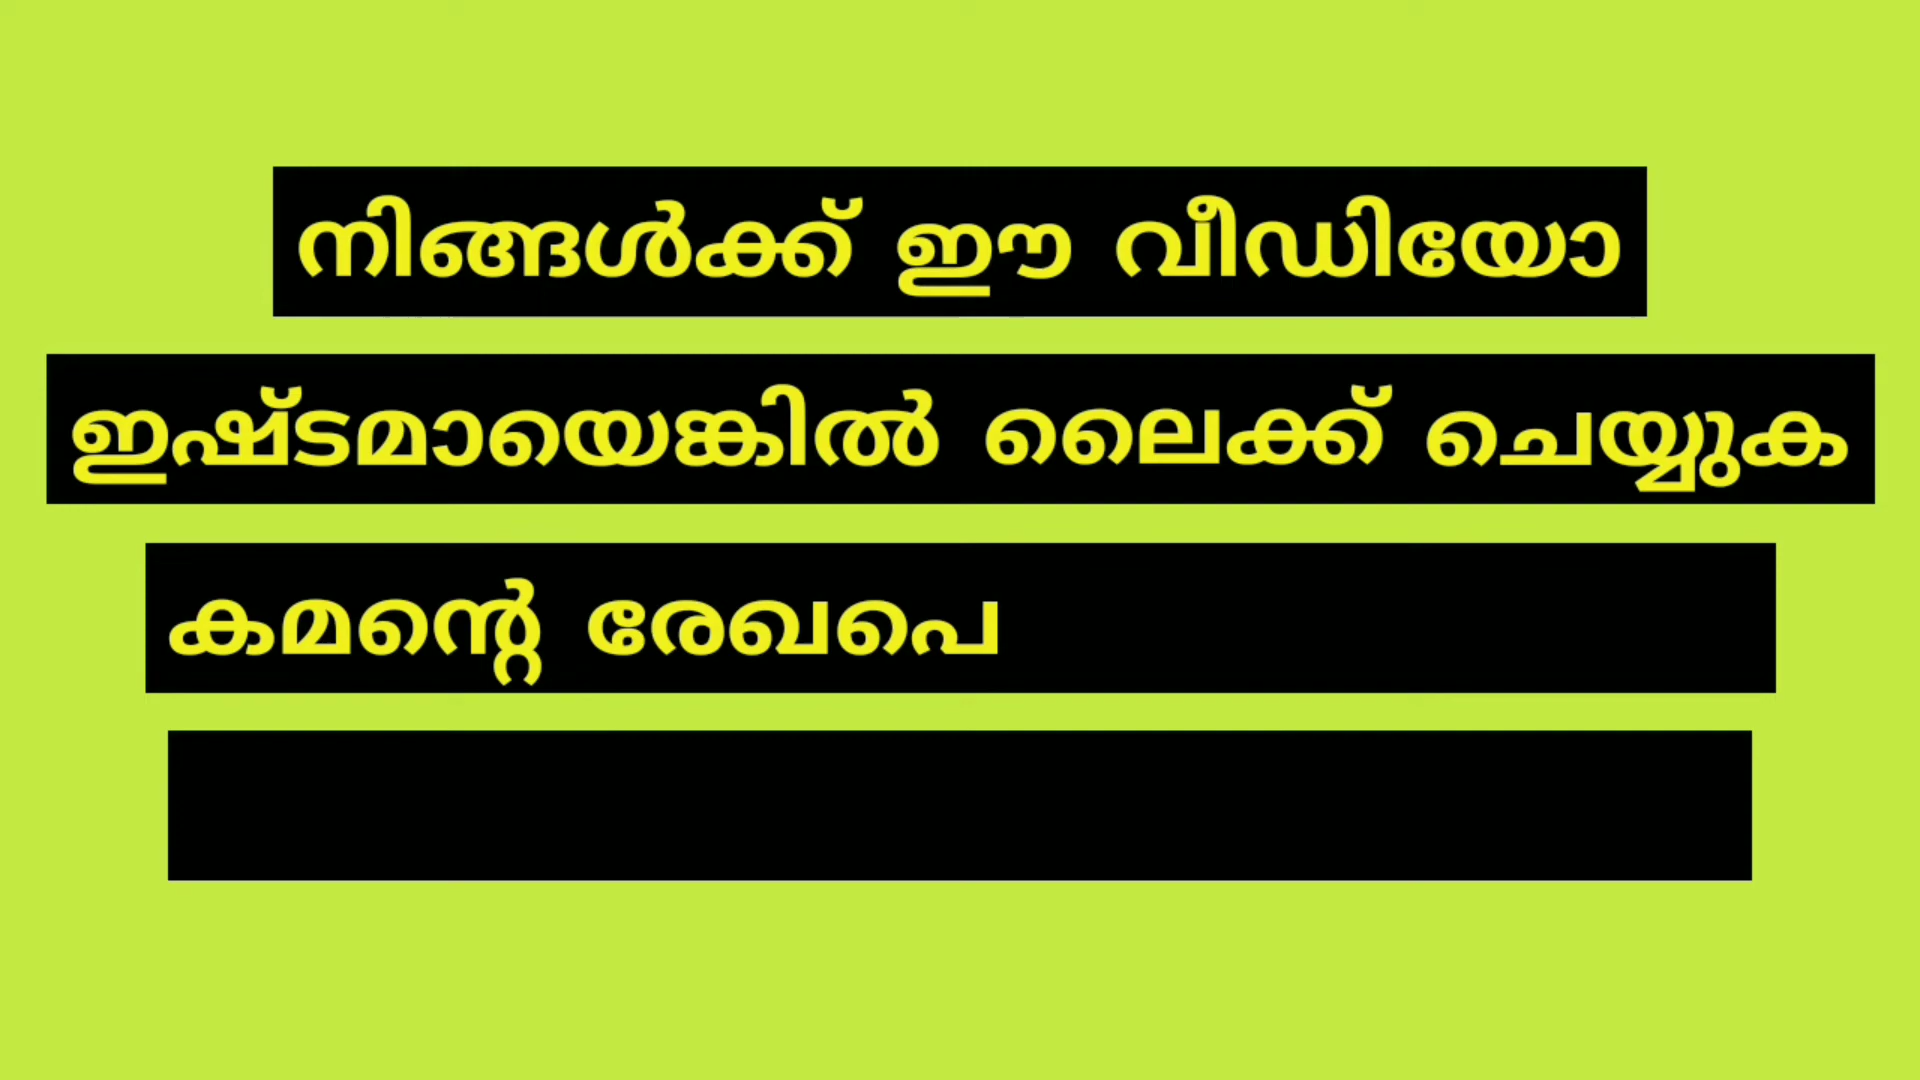 നിങ്ങൾക്ക് ഈ വീഡിയോ
ഇഷ്ടമായെങ്കിൽ ലൈക്ക് ചെയ്യുക
കമന്റെ രേഖപെ